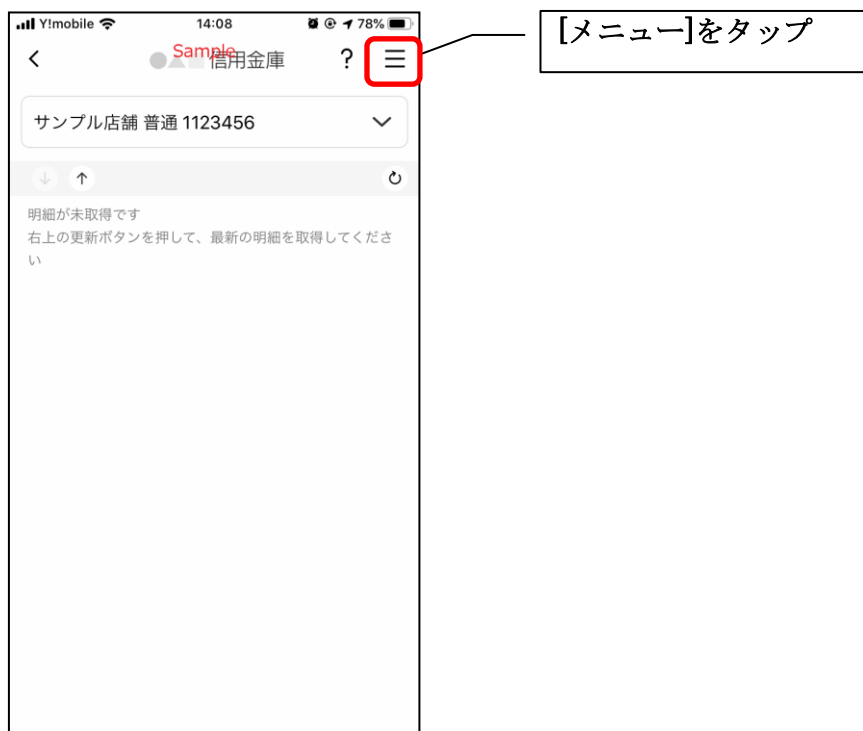 Y!mobile 14:08 78%
Sample
信用金庫 ?
サンプル店舗 普通 1123456
明細が未取得です
右上の更新ボタンを押して、最新の明細を取得してくださ
い
[メニュー]をタップ